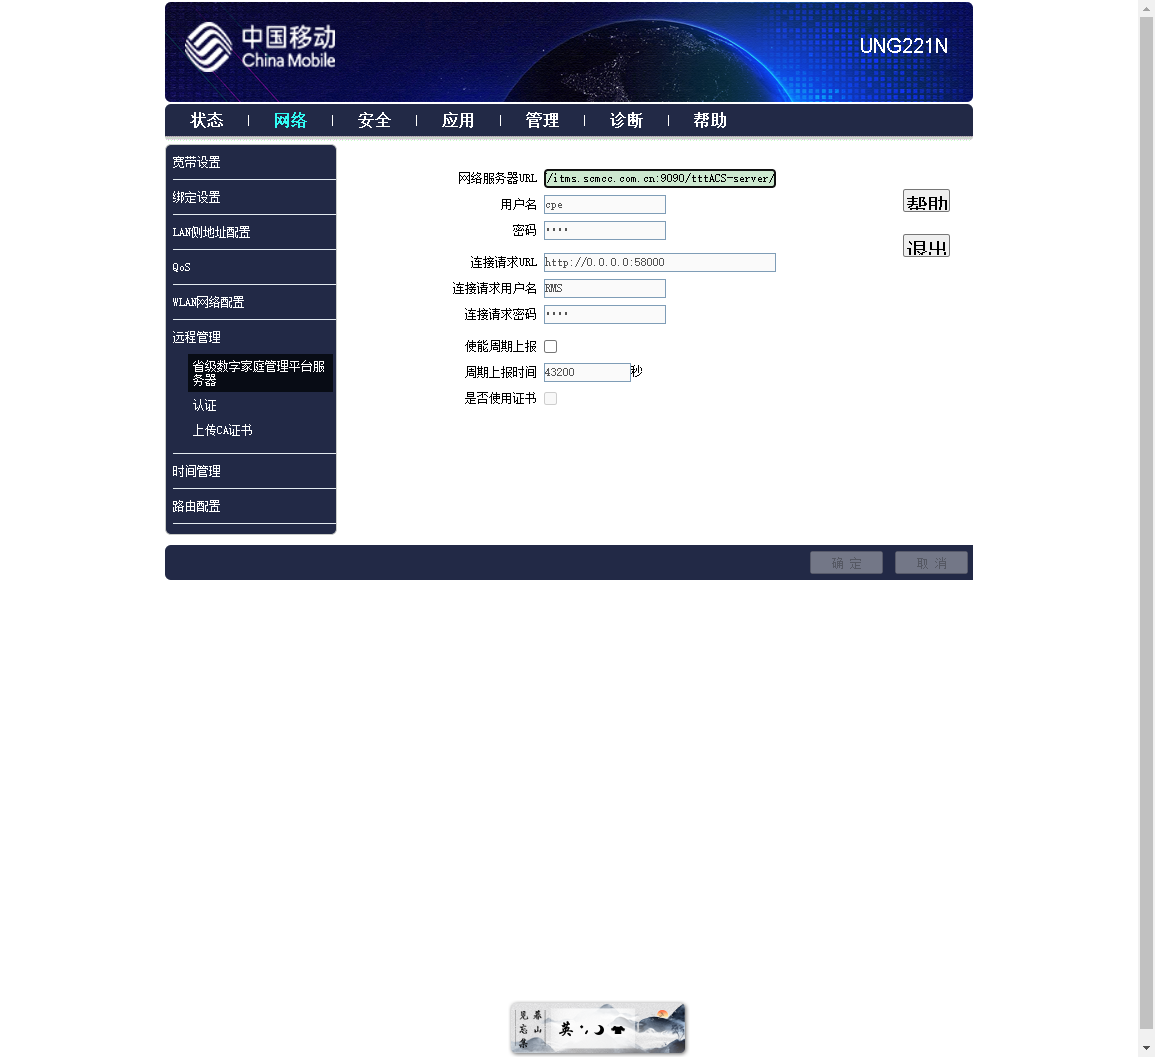 中国移动
China Mobile
UNG221N
状态 | 网络 | 安全 | 应用 | 管理 | 诊断 | 帮助
宽带设置
绑定设置
LAN侧地址配置
QoS
WLAN网络配置
远程管理
省级数字家庭管理平台服
务器
认证
上传CA证书
时间管理
路由配置
网络服务器URL /itms.scmcc.com.cn:9090/tttACS-server/
用户名 cpe
密码 ····
连接请求URL http://0.0.0.0:58000
连接请求用户名 RMS
连接请求密码 ····
使能周期上报
周期上报时间 43200 秒
是否使用证书
帮助
退出
确 定
取 消
英